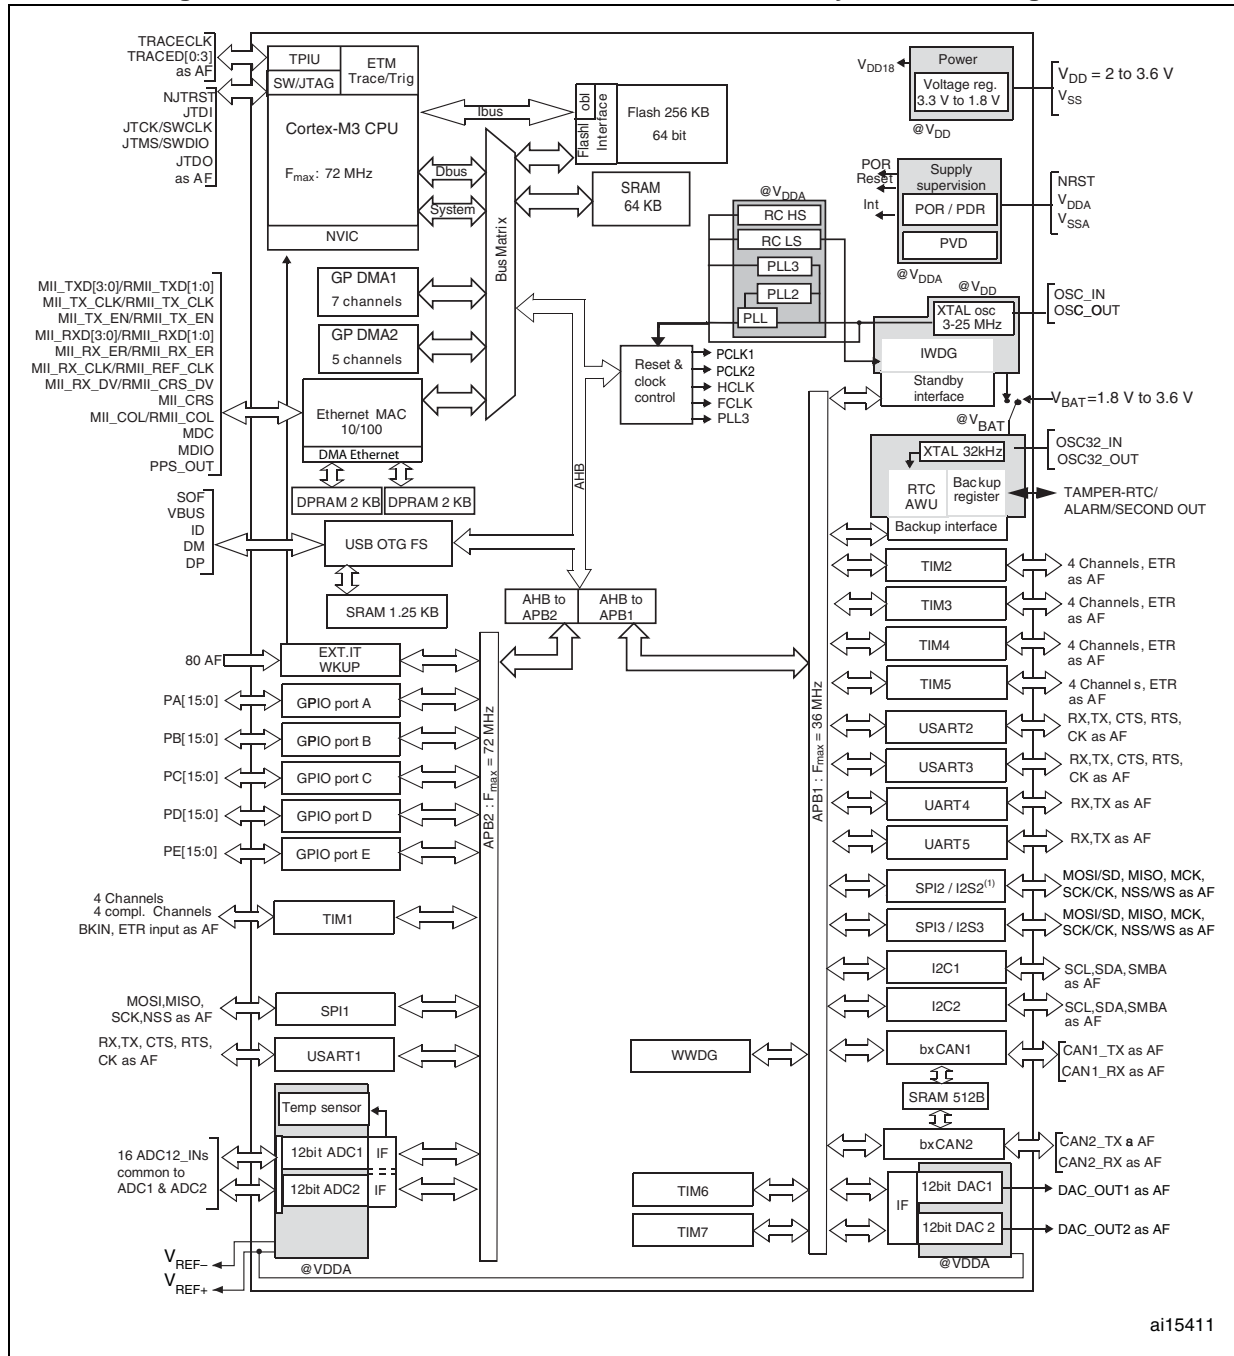 TRACECLK
TRACED[0:3]
as AF
NJTRST
JTDI
JTCK/SWCLK
JTMS/SWDIO
JTDO
as AF
TPIU
SW/JTAG
ETM
Trace/Trig
Cortex-M3 CPU
Fmax: 72 MHz
NVIC
Ibus
Dbus
System
Bus Matrix
Flashl
obl
Interface
Flash 256 KB
64 bit
SRAM
64 KB
Power
VDD18
Voltage reg.
3.3 V to 1.8 V
@VDD
VDD = 2 to 3.6 V
VSS
POR
Reset
Int
Supply
supervision
POR / PDR
PVD
@VDDA
NRST
VDDA
VSSA
@VDDA
RC HS
RC LS
PLL3
PLL2
PLL
@VDD
XTAL osc
3-25 MHz
IWDG
Standby
interface
OSC_IN
OSC_OUT
VBAT=1.8 V to 3.6 V
@VBAT
GP DMA1
7 channels
GP DMA2
5 channels
MII_TXD[3:0]/RMII_TXD[1:0]
MII_TX_CLK/RMII_TX_CLK
MII_TX_EN/RMII_TX_EN
MII_RXD[3:0]/RMII_RXD[1:0]
MII_RX_ER/RMII_RX_ER
MII_RX_CLK/RMII_REF_CLK
MII_RX_DV/RMII_CRS_DV
MII_CRS
MII_COL/RMII_COL
MDC
MDIO
PPS_OUT
Ethernet MAC
10/100
DMA Ethernet
DPRAM 2 KB
DPRAM 2 KB
Reset &
clock
control
PCLK1
PCLK2
HCLK
FCLK
PLL3
AHB
XTAL 32kHz
RTC
AWU
Backup
register
Backup interface
OSC32_IN
OSC32_OUT
TAMPER-RTC/
ALARM/SECOND OUT
SOF
VBUS
ID
DM
DP
USB OTG FS
SRAM 1.25 KB
AHB to
APB2
AHB to
APB1
80 AF
EXT.IT
WKUP
PA[15:0]
GPIO port A
PB[15:0]
GPIO port B
PC[15:0]
GPIO port C
PD[15:0]
GPIO port D
PE[15:0]
GPIO port E
4 Channels
4 compl. Channels
BKIN, ETR input as AF
TIM1
MOSI,MISO,
SCK,NSS as AF
SPI1
RX,TX, CTS, RTS,
CK as AF
USART1
APB2 : Fmax = 72 MHz
APB1 : Fmax = 36 MHz
TIM2
4 Channels, ETR
as AF
TIM3
4 Channels, ETR
as AF
TIM4
4 Channels, ETR
as AF
TIM5
4 Channels, ETR
as AF
USART2
RX,TX, CTS, RTS,
CK as AF
USART3
RX,TX, CTS, RTS,
CK as AF
UART4
RX,TX as AF
UART5
RX,TX as AF
SPI2 / I2S2(1)
MOSI/SD, MISO, MCK,
SCK/CK, NSS/WS as AF
SPI3 / I2S3
MOSI/SD, MISO, MCK,
SCK/CK, NSS/WS as AF
I2C1
SCL,SDA,SMBA
as AF
I2C2
SCL,SDA,SMBA
as AF
WWDG
bxCAN1
CAN1_TX as AF
CAN1_RX as AF
SRAM 512B
bxCAN2
CAN2_TX a AF
CAN2_RX as AF
Temp sensor
16 ADC12_INs
common to
ADC1 & ADC2
12bit ADC1
IF
12bit ADC2
IF
VREF–
VREF+
@VDDA
TIM6
TIM7
IF
12bit DAC1
12bit DAC 2
DAC_OUT1 as AF
DAC_OUT2 as AF
@VDDA
ai15411